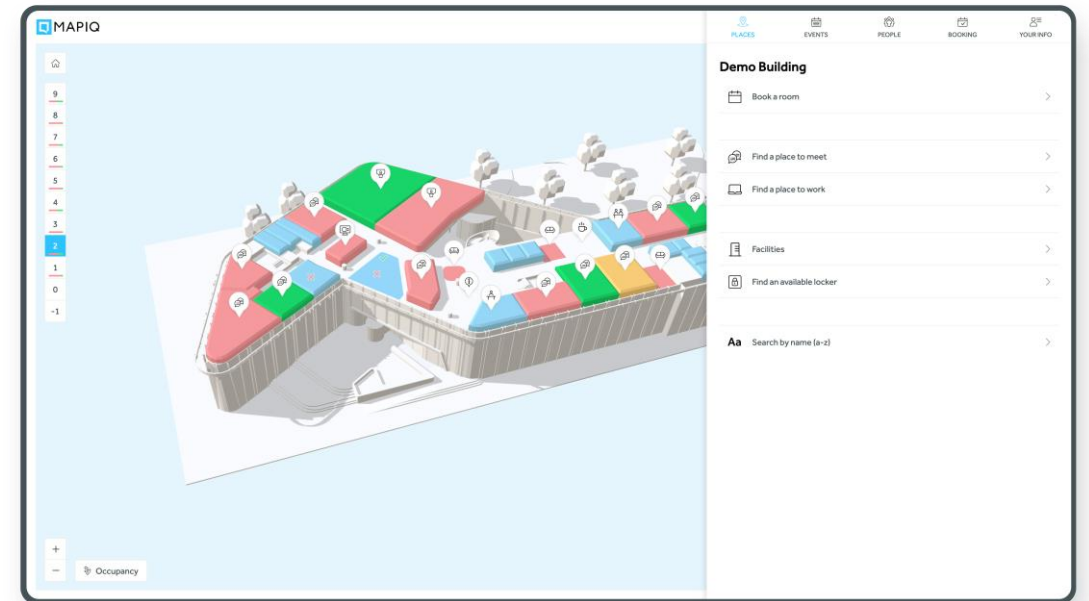 MAPIQ
PLACES
EVENTS
PEOPLE
BOOKING
YOUR INFO
Demo Building
Book a room
Find a place to meet
Find a place to work
Facilities
Find an available locker
Aa Search by name (a-z)
9
8
7
6
5
4
3
2
1
0
-1
+
−
Occupancy